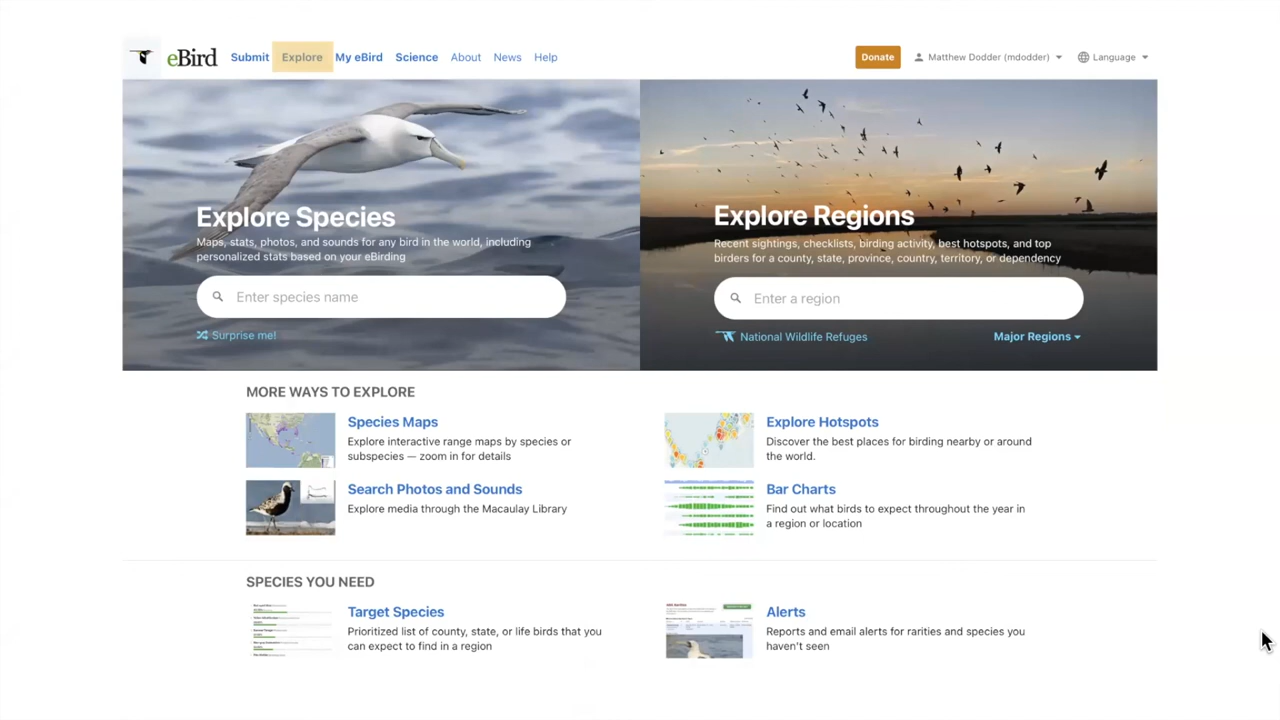 eBird Submit Explore My eBird Science About News Help Donate Matthew Dodder (mdodder) Language
Explore Species
Maps, stats, photos, and sounds for any bird in the world, including
personalized stats based on your eBirding
Enter species name
Surprise me!
Explore Regions
Recent sightings, checklists, birding activity, best hotspots, and top
birders for a county, state, province, country, territory, or dependency
Enter a region
National Wildlife Refuges Major Regions
MORE WAYS TO EXPLORE
Species Maps
Explore interactive range maps by species or
subspecies — zoom in for details
Explore Hotspots
Discover the best places for birding nearby or around
the world.
Search Photos and Sounds
Explore media through the Macaulay Library
Bar Charts
Find out what birds to expect throughout the year in
a region or location
SPECIES YOU NEED
Target Species
Prioritized list of county, state, or life birds that you
can expect to find in a region
Alerts
Reports and email alerts for rarities and species you
haven't seen